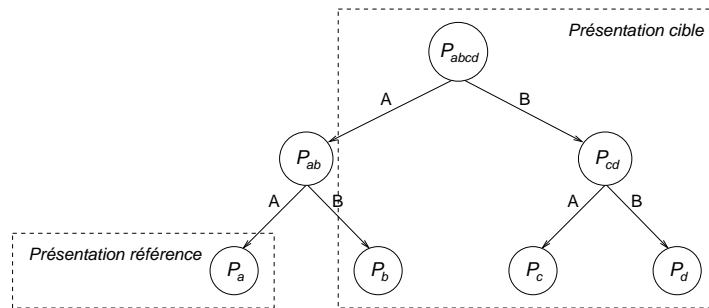 Présentation cible
P_abcd
A B
P_ab P_cd
A B A B
Présentation référence
P_a P_b P_c P_d